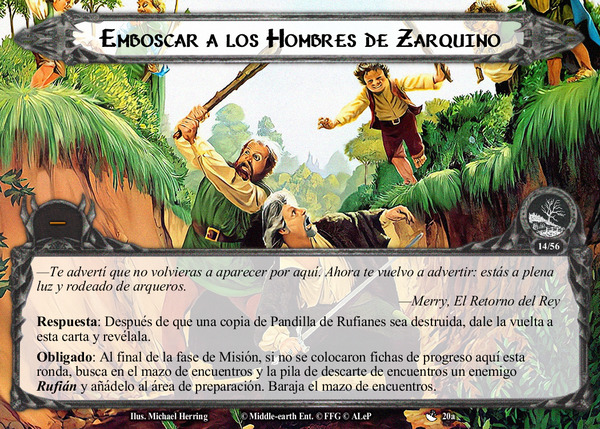 Emboscar a los Hombres de Zarquino
14/56
—Te advertí que no volvieras a aparecer por aquí. Ahora te vuelvo a advertir: estás a plena
luz y rodeado de arqueros.
—Merry, El Retorno del Rey
Respuesta: Después de que una copia de Pandilla de Rufianes sea destruida, dale la vuelta a
esta carta y revélala.
Obligado: Al final de la fase de Misión, si no se colocaron fichas de progreso aquí esta
ronda, busca en el mazo de encuentros y la pila de descarte de encuentros un enemigo
Rufián y añádelo al área de preparación. Baraja el mazo de encuentros.
Ilus. Michael Herring © Middle-earth Ent. © FFG © ALeP 20a